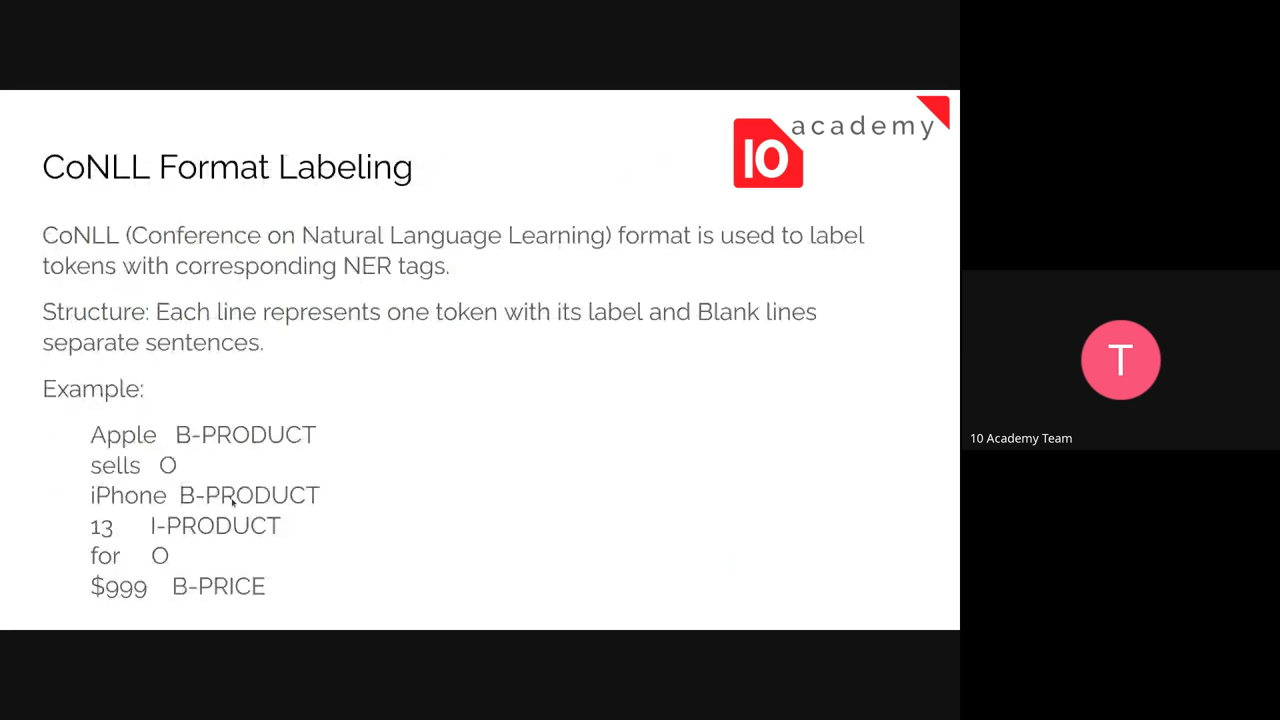 academy
10
CoNLL Format Labeling
CoNLL (Conference on Natural Language Learning) format is used to label
tokens with corresponding NER tags.
Structure: Each line represents one token with its label and Blank lines
separate sentences.
Example:
Apple B-PRODUCT
sells O
iPhone B-PRODUCT
13 I-PRODUCT
for O
$999 B-PRICE
T
10 Academy Team